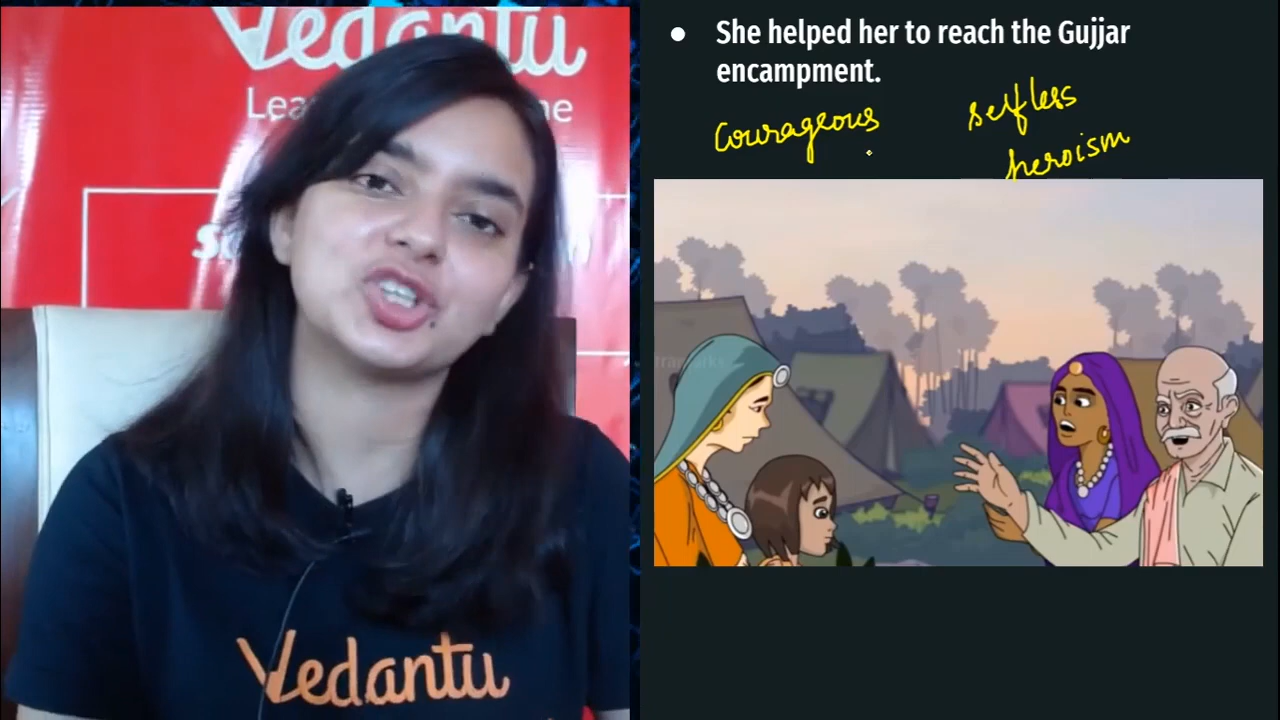 Vedantu
● She helped her to reach the Gujjar
encampment.
courageous selfless
heroism
Vedantu